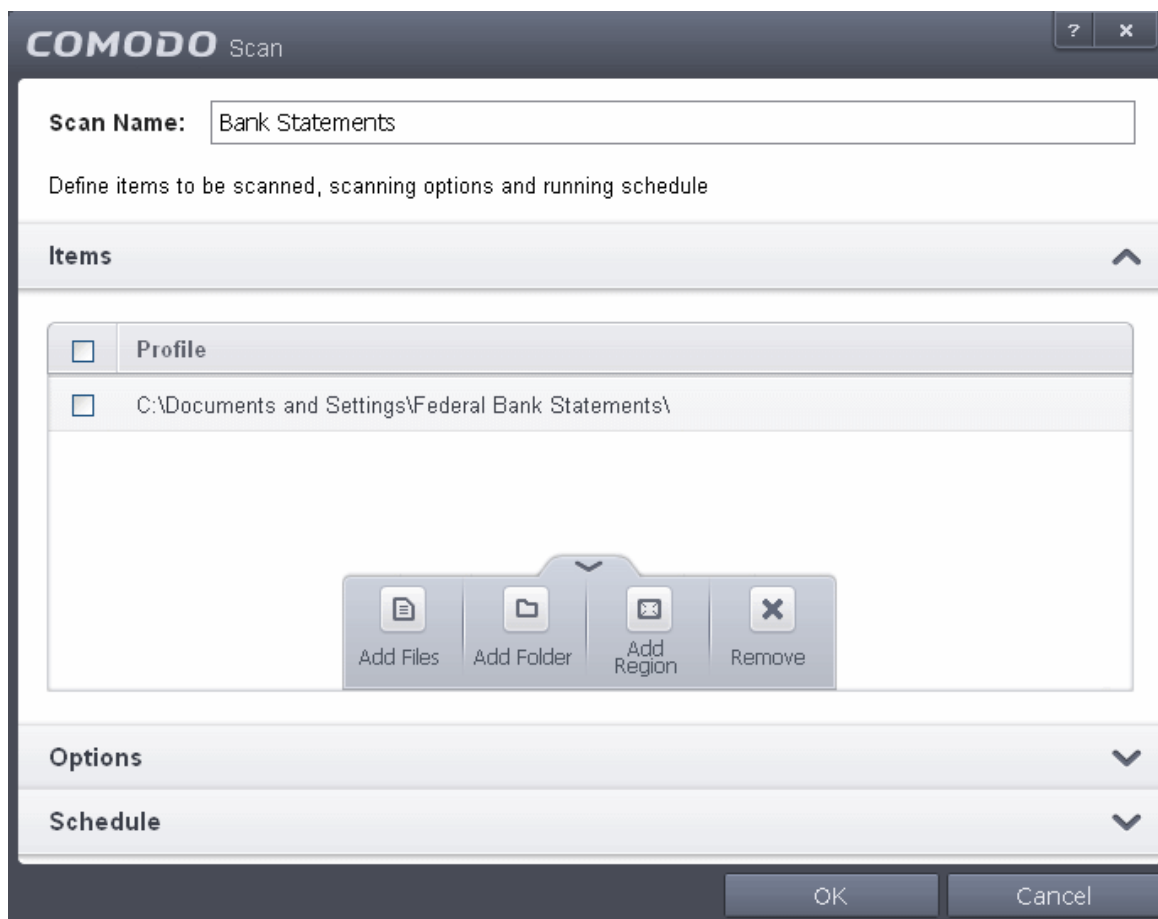 COMODO Scan
? x
Scan Name: Bank Statements
Define items to be scanned, scanning options and running schedule
Items
Profile
C:\Documents and Settings\Federal Bank Statements\
Add Files
Add Folder
Add
Region
Remove
Options
Schedule
OK
Cancel